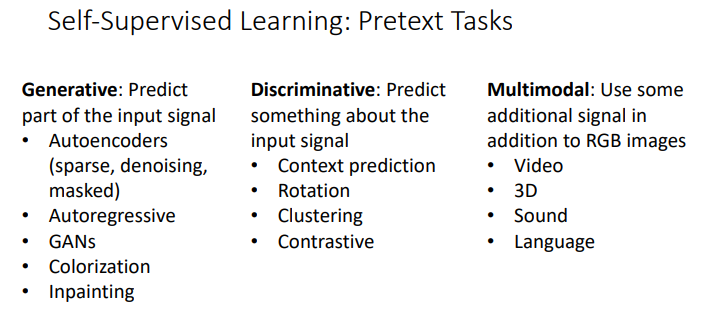 Self-Supervised Learning: Pretext Tasks
Generative: Predict
part of the input signal
• Autoencoders
(sparse, denoising,
masked)
• Autoregressive
• GANs
• Colorization
• Inpainting
Discriminative: Predict
something about the
input signal
• Context prediction
• Rotation
• Clustering
• Contrastive
Multimodal: Use some
additional signal in
addition to RGB images
• Video
• 3D
• Sound
• Language